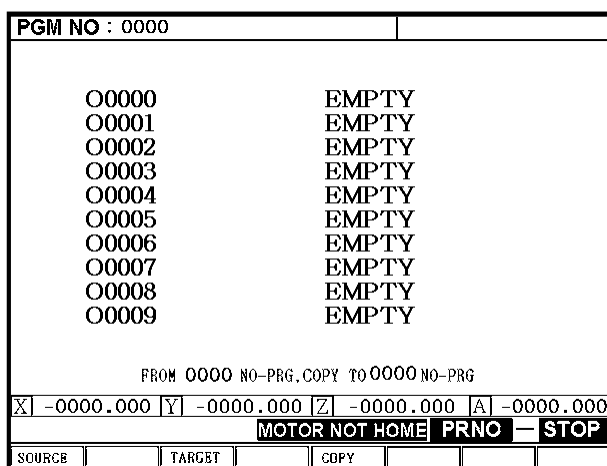 PGM NO : 0000
O0000 EMPTY
O0001 EMPTY
O0002 EMPTY
O0003 EMPTY
O0004 EMPTY
O0005 EMPTY
O0006 EMPTY
O0007 EMPTY
O0008 EMPTY
O0009 EMPTY
FROM 0000 NO-PRG,COPY TO 0000 NO-PRG
X -0000.000 Y -0000.000 Z -0000.000 A -0000.000
MOTOR NOT HOME PRNO — STOP
SOURCE TARGET COPY